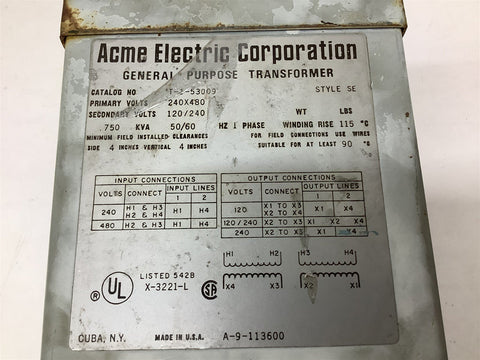 Acme Electric Corporation
GENERAL PURPOSE TRANSFORMER
CATALOG NO T-2-53009 STYLE SE
PRIMARY VOLTS 240X480
SECONDARY VOLTS 120/240 WT LBS
.750 KVA 50/60 HZ 1 PHASE WINDING RISE 115 °C
MINIMUM FIELD INSTALLED CLEARANCES FOR FIELD CONNECTIONS USE WIRES
SIDE 4 INCHES VERTICAL 4 INCHES SUITABLE FOR AT LEAST 90 °C
INPUT CONNECTIONS OUTPUT CONNECTIONS
VOLTS CONNECT INPUT LINES VOLTS CONNECT OUTPUT LINES
1 2 1 2
240 H1 & H3 H1 H4 120 X1 TO X3 X1 X4
H2 & H4 X2 TO X4
480 H2 & H3 H1 H4 120/240 X2 TO X3 X1 X2 X4
240 X2 TO X3 X1 X4
H1 H2 H3 H4
X4 X3 X2 X1
® UL LISTED 542B
X-3221-L SA
CUBA, N.Y. MADE IN U.S.A. A-9-113600